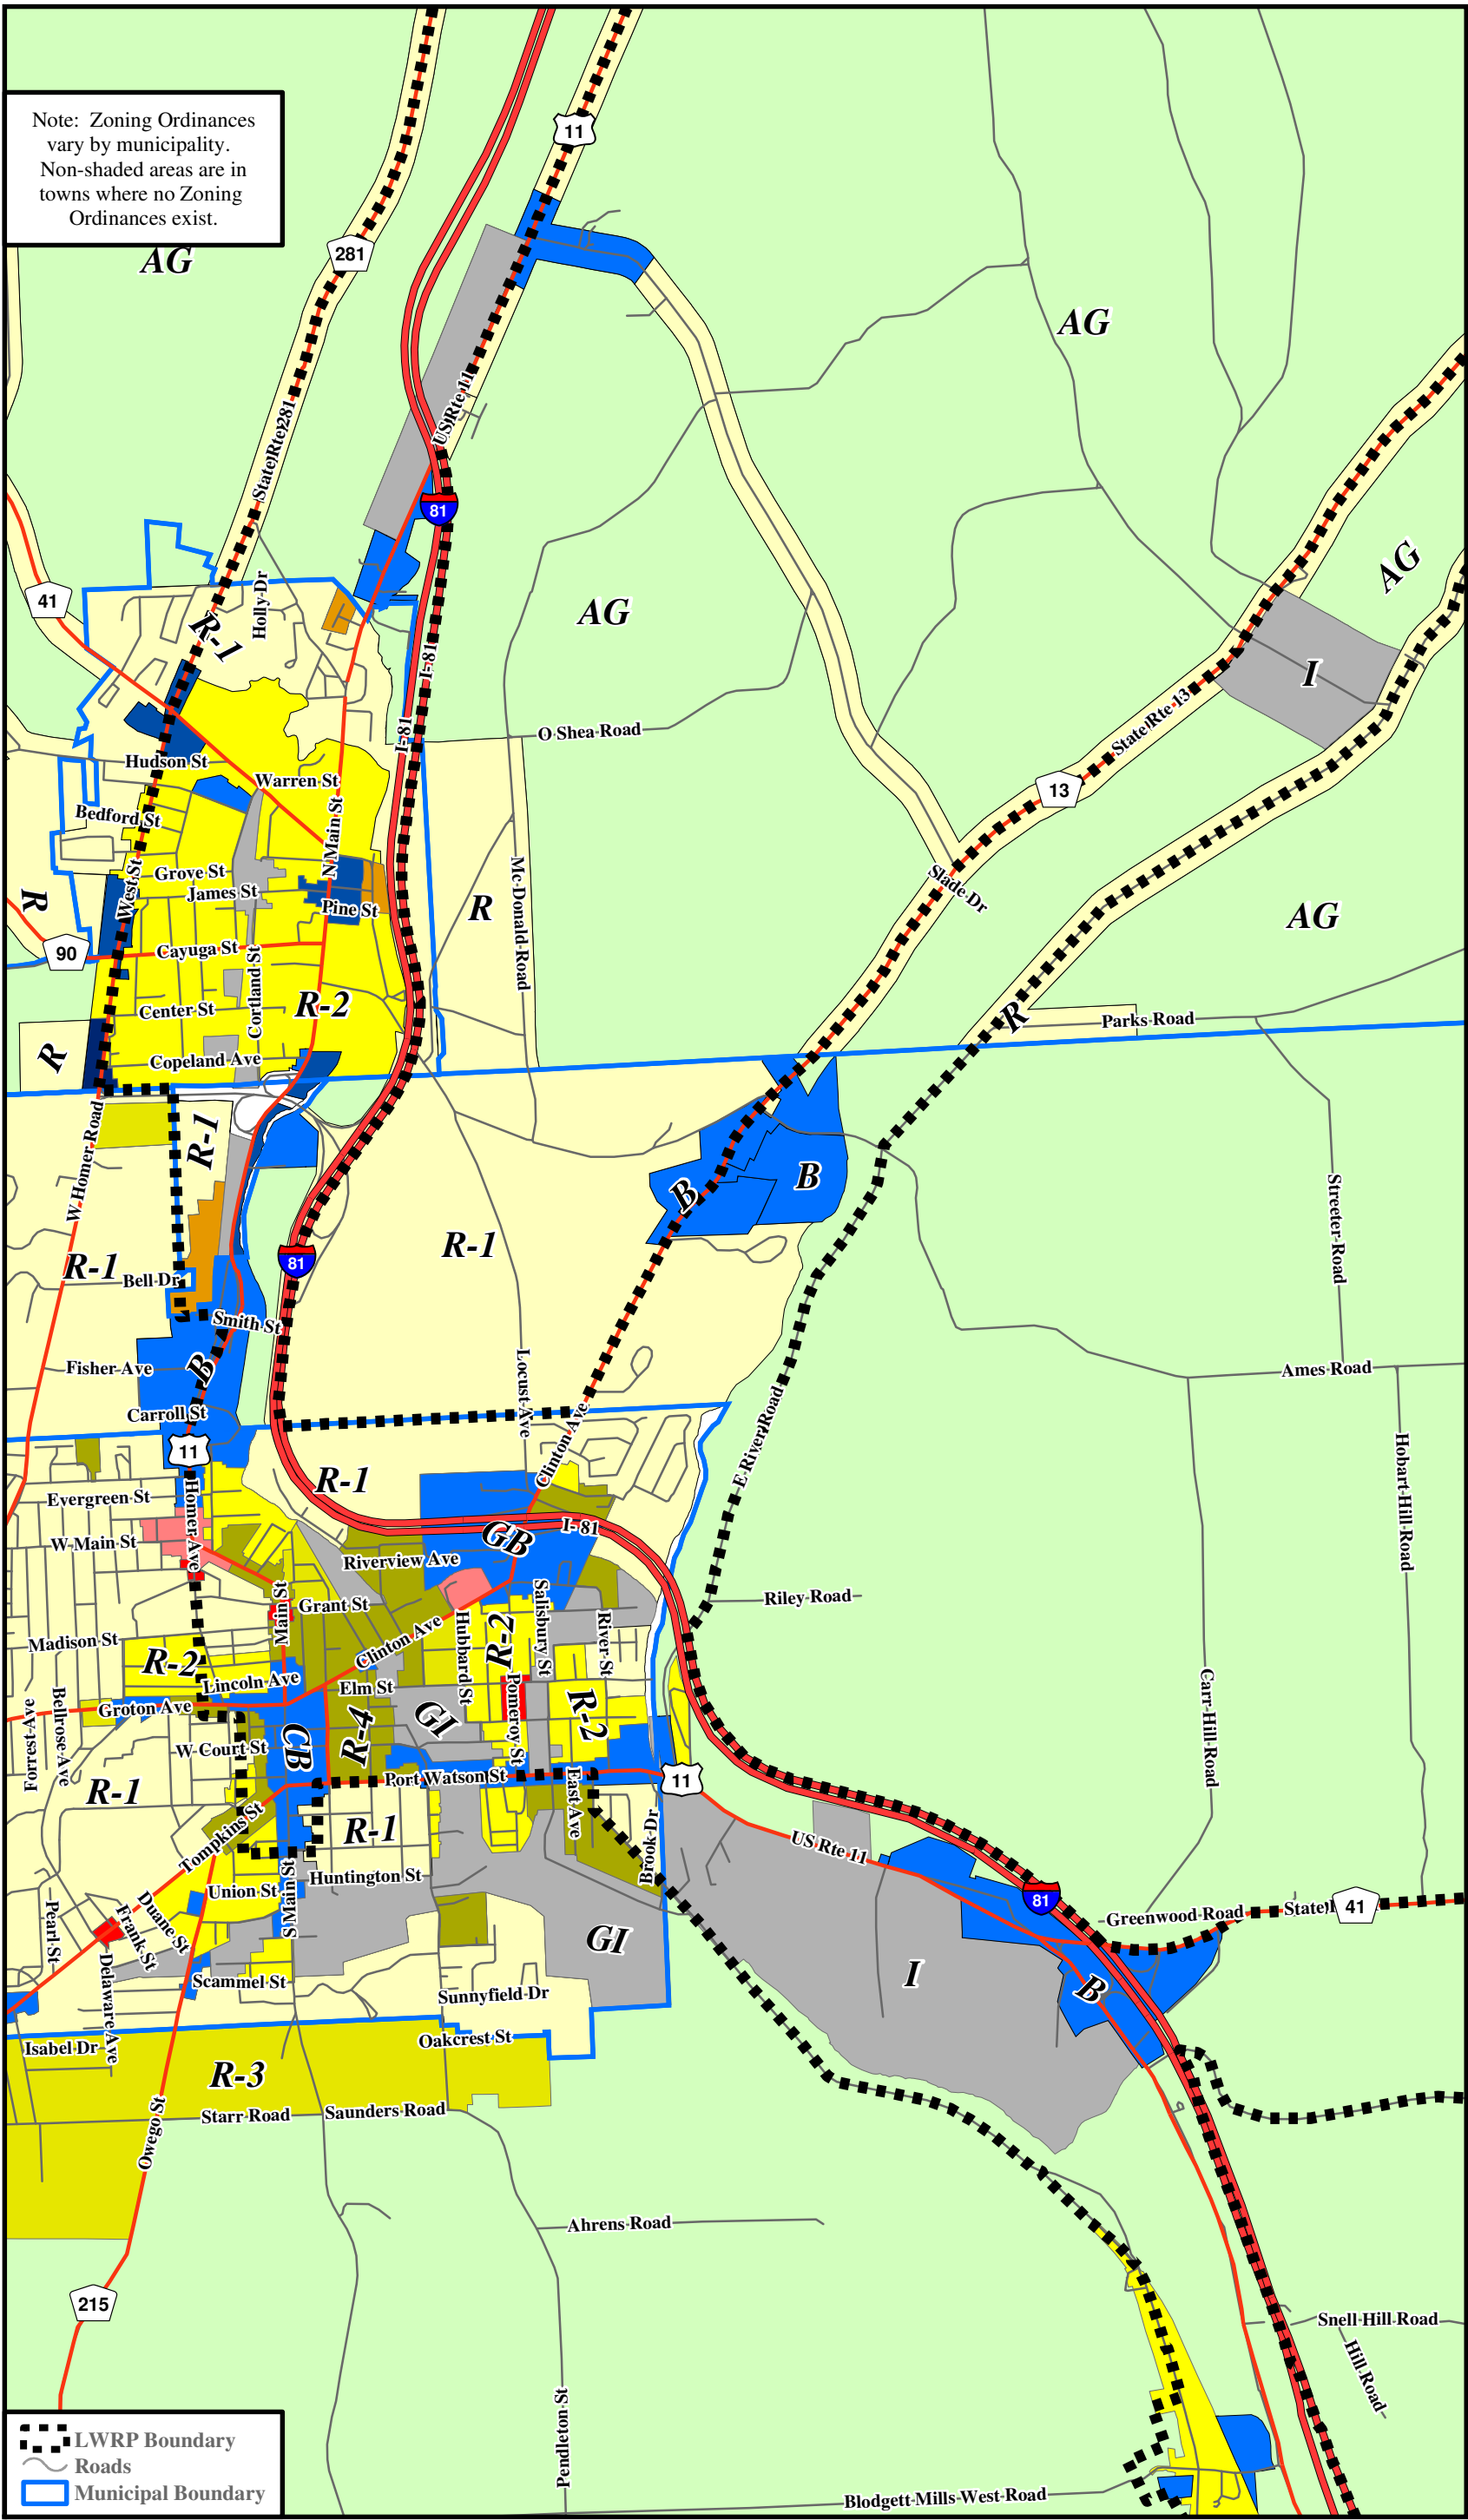 Note: Zoning Ordinances
vary by municipality.
Non-shaded areas are in
towns where no Zoning
Ordinances exist.
11
281
AG
AG
State Rte 281
US Rte 11
81
41
Holly Dr
R-1
AG
AG
I
I-81
I-81
O Shea Road
State Rte 13
13
Hudson St
Warren St
Bedford St
N Main St
Grove St
James St
Pine St
West St
Mc Donald Road
R
R
Slade Dr
AG
Cayuga St
90
Center St
Cortland St
R-2
R
Parks Road
R
Copeland Ave
W Homer Road
R-1
B
B
Streeter Road
R-1
R-1
Bell Dr
81
Smith St
Fisher Ave
B
Locust Ave
Ames Road
Carroll St
Clinton Ave
E River Road
11
Hobart Hill Road
R-1
Evergreen St
Homer Ave
W Main St
GB
I-81
Riverview Ave
Grant St
Main St
Riley Road
Salisbury St
River St
Hubbard St
R-2
Madison St
Clinton Ave
R-2
Lincoln Ave
Elm St
Pomeroy St
Carr Hill Road
Forrest Ave
Bellrose Ave
Groton Ave
R-4
GI
R-2
W Court St
CB
Port Watson St
11
R-1
East Ave
R-1
Brook Dr
US Rte 11
Tompkins St
Huntington St
Union St
S Main St
81
Greenwood Road
State
41
Pearl St
Frank St
Duane St
GI
I
B
Delaware Ave
Scammel St
Sunnyfield Dr
Isabel Dr
Oakcrest St
R-3
Starr Road
Saunders Road
Owego St
Ahrens Road
215
Snell Hill Road
Hill Road
Pendleton St
Blodgett Mills West Road
LWRP Boundary
Roads
Municipal Boundary